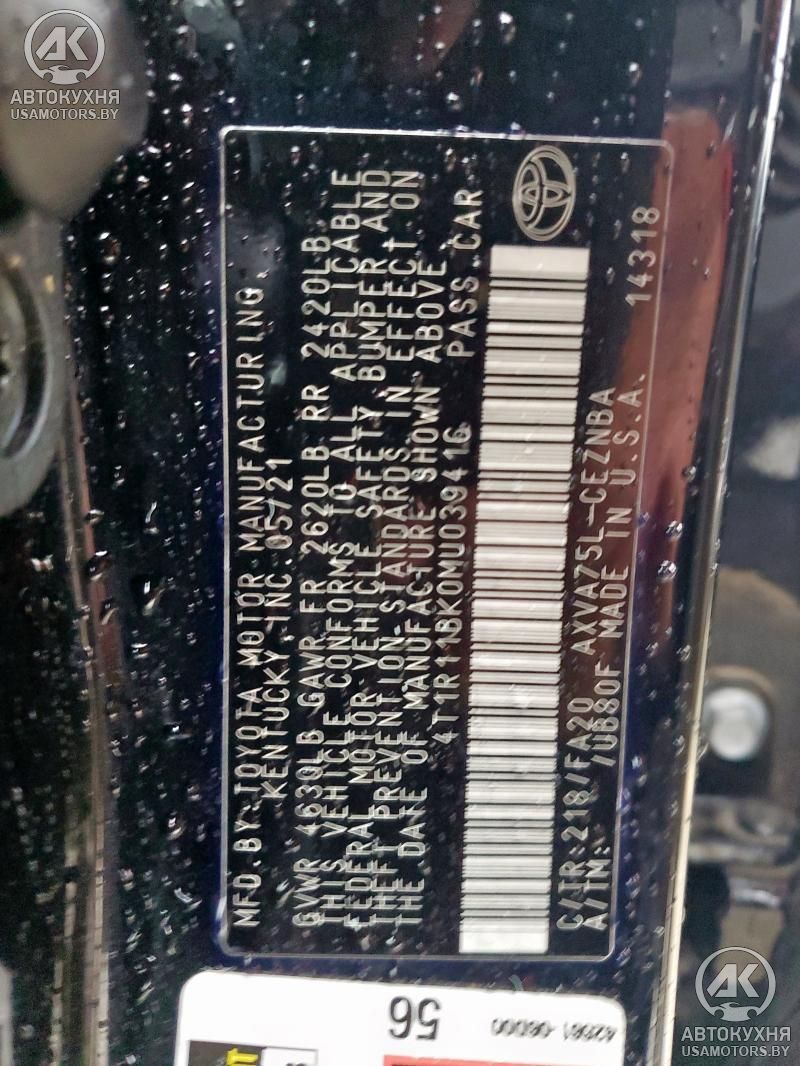 АВТОКУХНЯ
USAMOTORS.BY
MFD.BY:TOYOTA MOTOR MANUFACTURING,
KENTUCKY,INC.05/21
GVWR 4630LB GAWR FR 2620LB RR 2420LB
THIS VEHICLE CONFORMS TO ALL APPLICABLE
FEDERAL MOTOR VEHICLE SAFETY, BUMPER AND
THEFT PREVENTION STANDARDS IN EFFECT ON
THE DATE OF MANUFACTURE SHOWN ABOVE.
4T1R11BK0MU039416 PASS.CAR
C/TR:218/FA20 AXVA75L-CEZNBA
A/TM: /UB80F MADE IN U.S.A. 14318
56
42661-06D00
АВТОКУХНЯ
USAMOTORS.BY